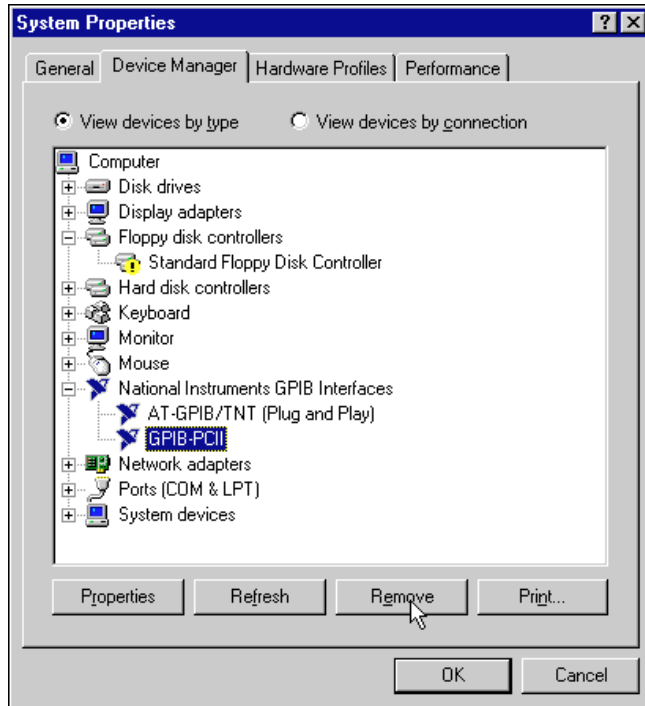 System Properties
General Device Manager Hardware Profiles Performance
View devices by type View devices by connection
Computer
Disk drives
Display adapters
Floppy disk controllers
Standard Floppy Disk Controller
Hard disk controllers
Keyboard
Monitor
Mouse
National Instruments GPIB Interfaces
AT-GPIB/TNT (Plug and Play)
GPIB-PCII
Network adapters
Ports (COM & LPT)
System devices
Properties Refresh Remove Print...
OK Cancel